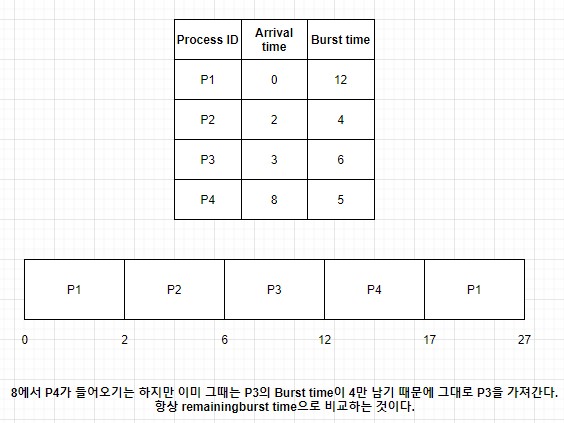 Process ID Arrival time Burst time
P1 0 12
P2 2 4
P3 3 6
P4 8 5
P1 P2 P3 P4 P1
0 2 6 12 17 27
8에서 P4가 들어오기는 하지만 이미 그때는 P3의 Burst time이 4만 남기 때문에 그대로 P3을 가져간다.
항상 remainingburst time으로 비교하는 것이다.